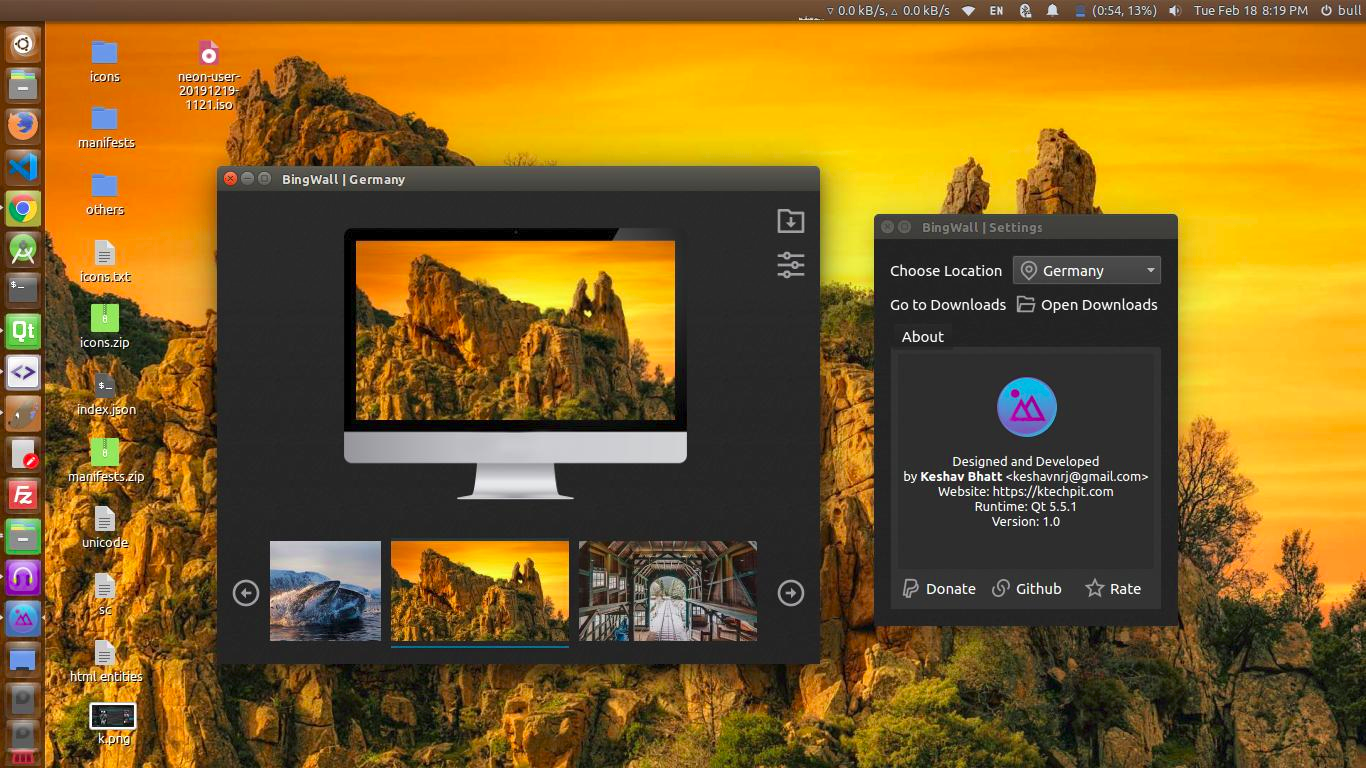 ▿ 0.0 kB/s, ▵ 0.0 kB/s
EN
(0:54, 13%)
Tue Feb 18 8:19 PM
bull
icons
neon-user-
20191219-
1121.iso
manifests
others
icons.txt
icons.zip
index.json
manifests.zip
unicode
sc
html entities
k.png
Qt
Fz
BingWall | Germany
BingWall | Settings
Choose Location
Germany
Go to Downloads
Open Downloads
About
Designed and Developed
by Keshav Bhatt <keshavnrj@gmail.com>
Website: https://ktechpit.com
Runtime: Qt 5.5.1
Version: 1.0
Donate
Github
Rate